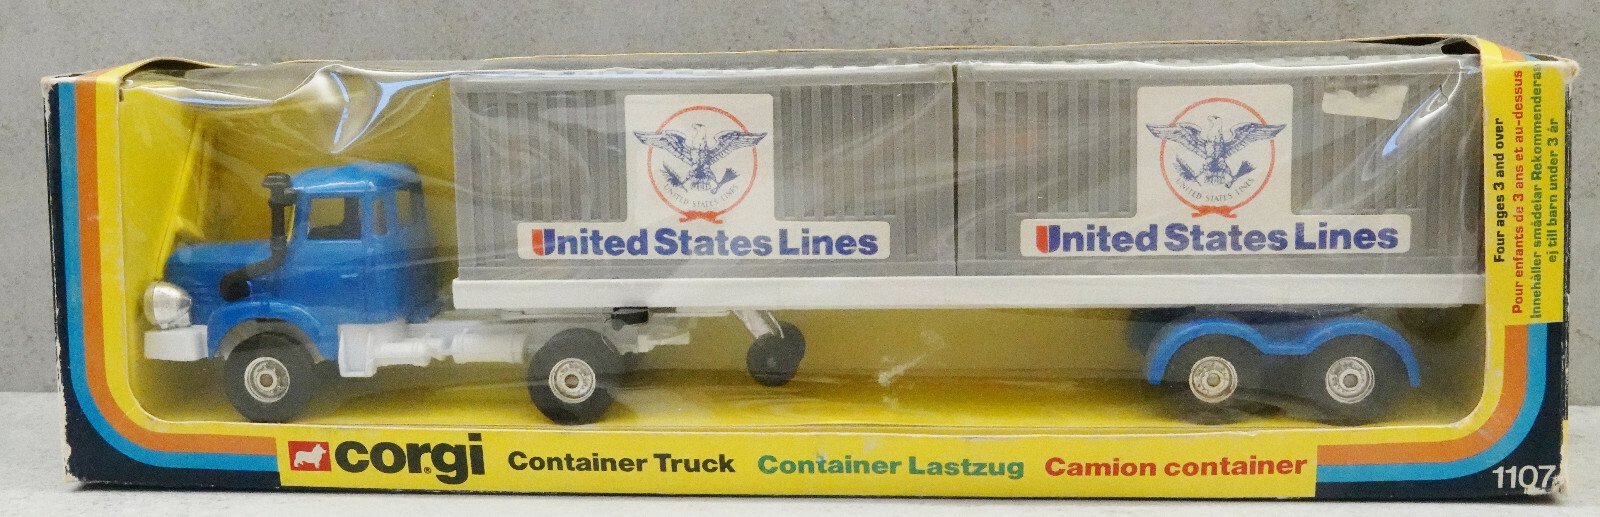 UNITED STATES LINES
United States Lines
UNITED STATES LINES
United States Lines
Four ages 3 and over
Pour enfants de 3 ans et au-dessus
Innehåller smådelar Rekommenderar
ej till barn under 3 år
corgi Container Truck Container Lastzug Camion container
1107